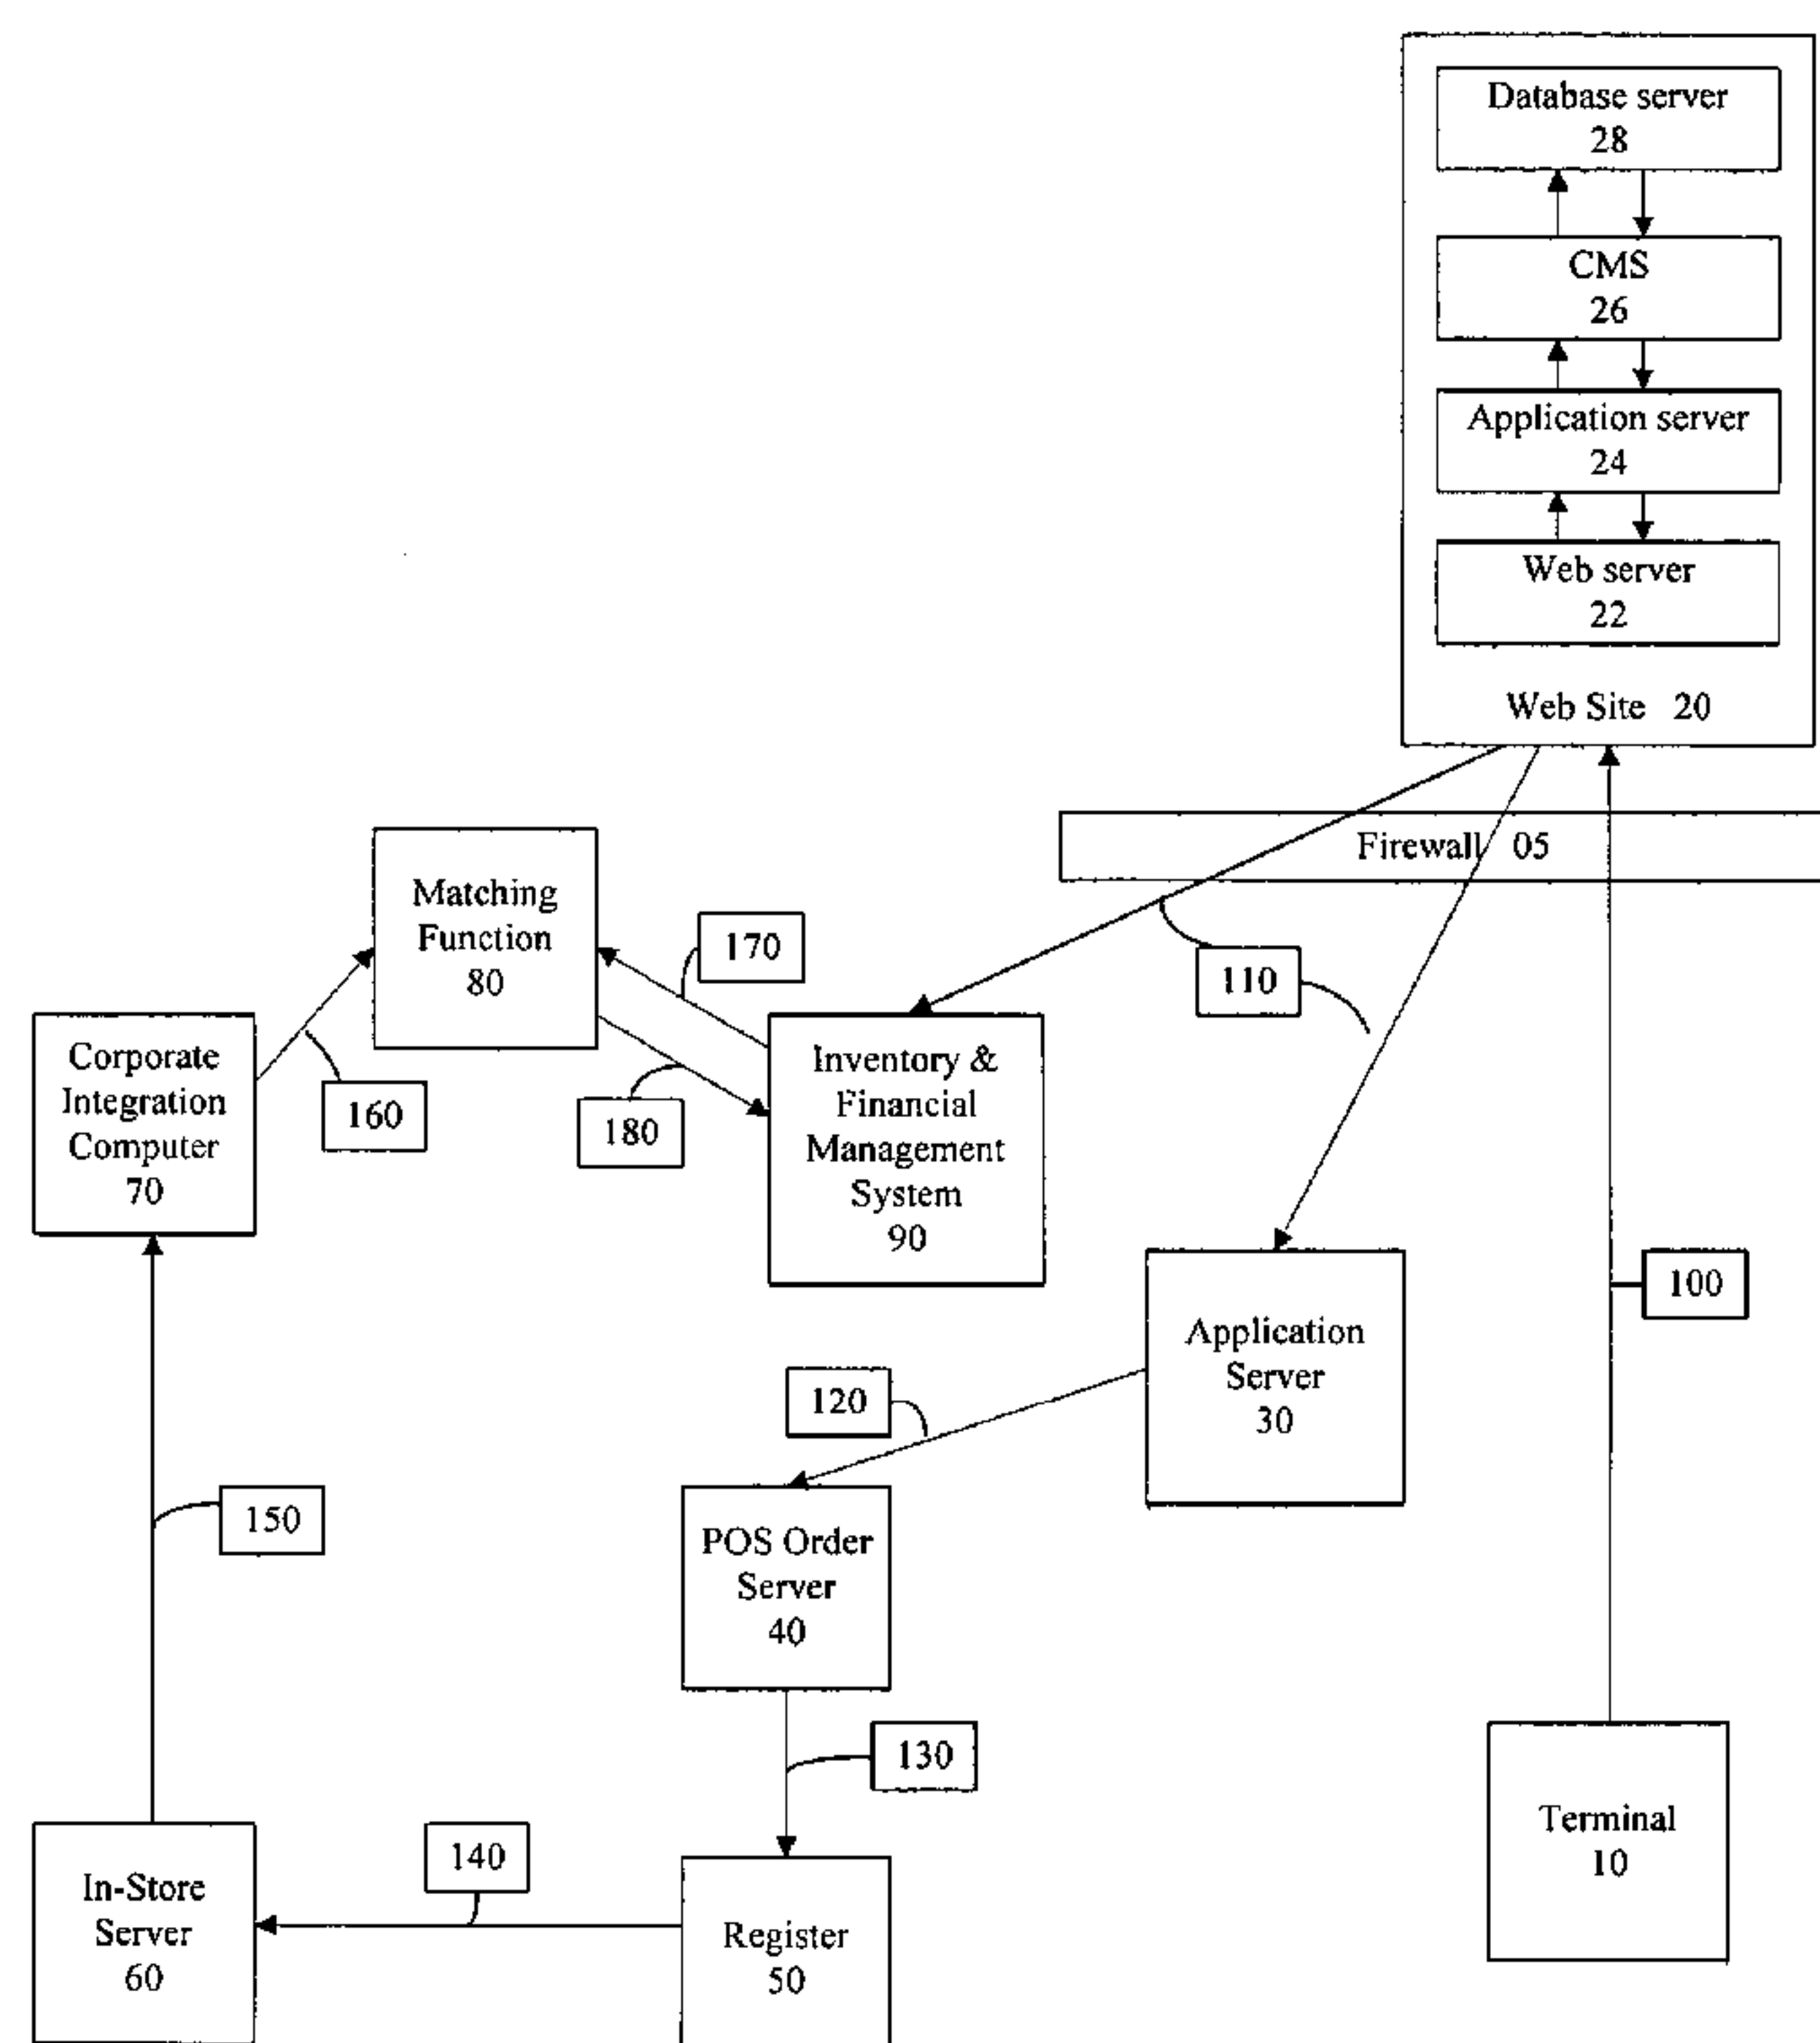 Database server
28
CMS
26
Application server
24
Web server
22
Web Site 20
Firewall 05
Matching
Function
80
170
110
Corporate
Integration
Computer
70
160
180
Inventory &
Financial
Management
System
90
100
Application
Server
30
120
150
POS Order
Server
40
130
Terminal
10
140
In-Store
Server
60
Register
50